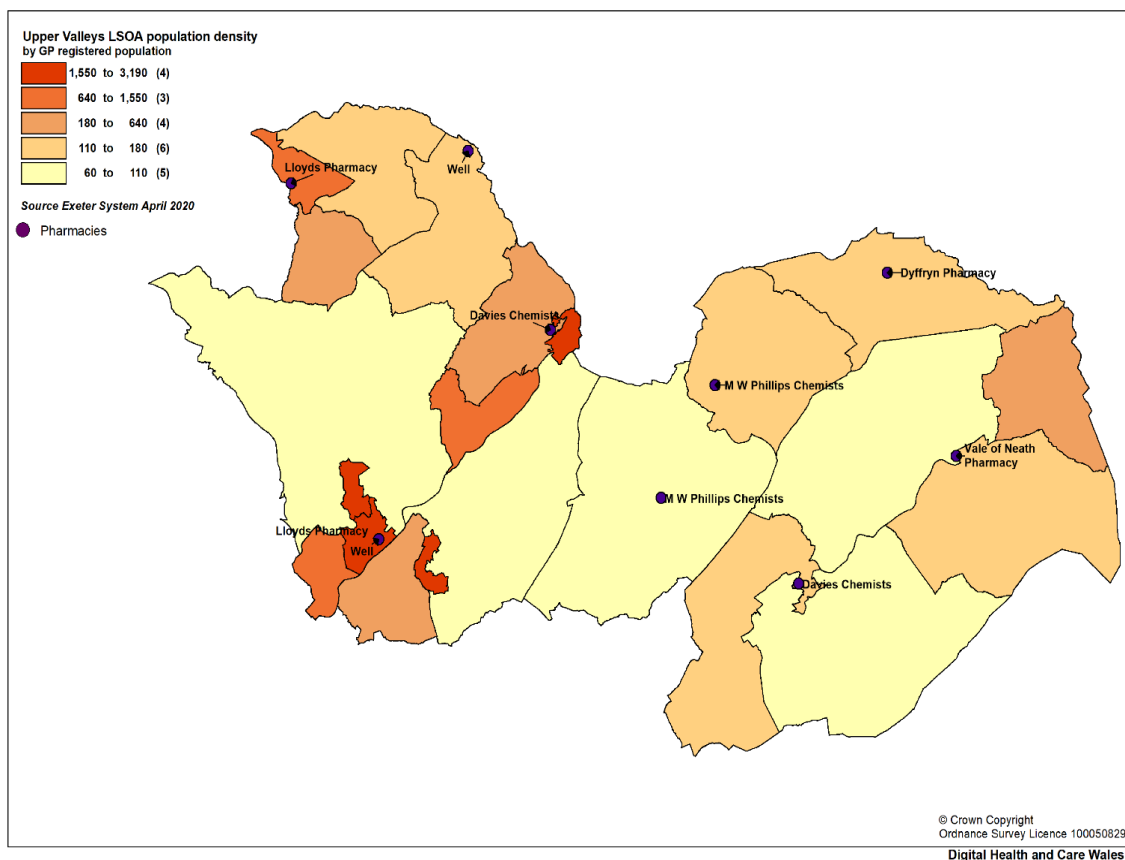 Upper Valleys LSOA population density
by GP registered population
1,550 to 3,190 (4)
640 to 1,550 (3)
180 to 640 (4)
110 to 180 (6)
60 to 110 (5)
Source Exeter System April 2020
Pharmacies
Well
Lloyds Pharmacy
Dyffryn Pharmacy
Davies Chemists
M W Phillips Chemists
Vale of Neath
Pharmacy
M W Phillips Chemists
Lloyds Pharmacy
Well
Davies Chemists
© Crown Copyright
Ordnance Survey Licence 100050829
Digital Health and Care Wales